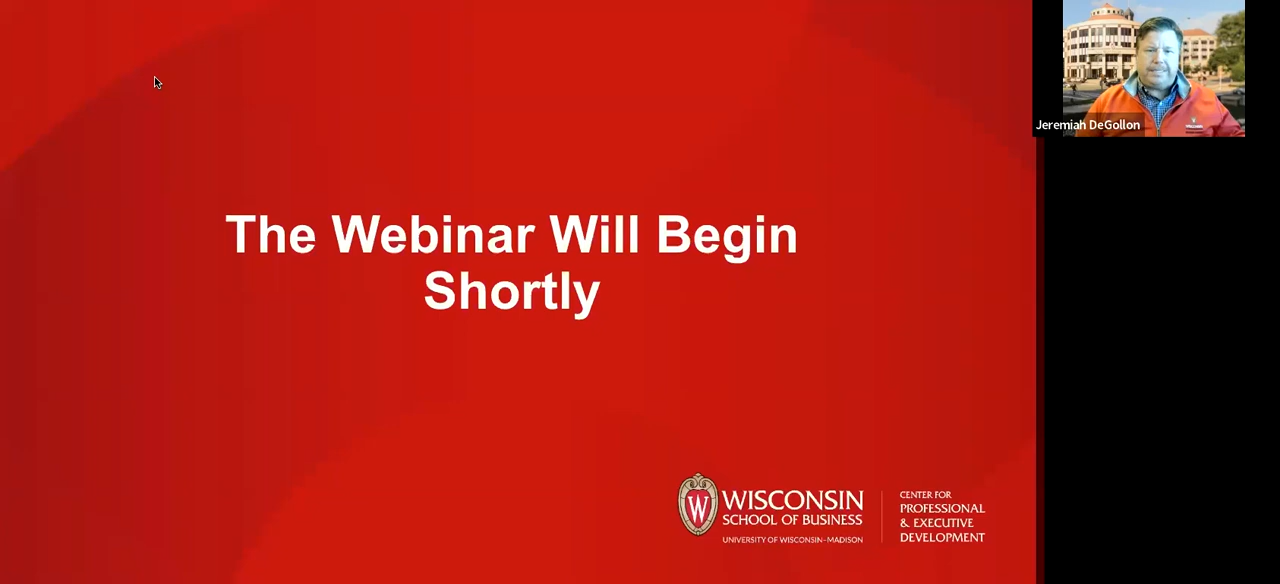 The Webinar Will Begin
Shortly
Jeremiah DeGollon
W
WISCONSIN
SCHOOL OF BUSINESS
UNIVERSITY OF WISCONSIN-MADISON
CENTER FOR
PROFESSIONAL
& EXECUTIVE
DEVELOPMENT
WISCONSIN